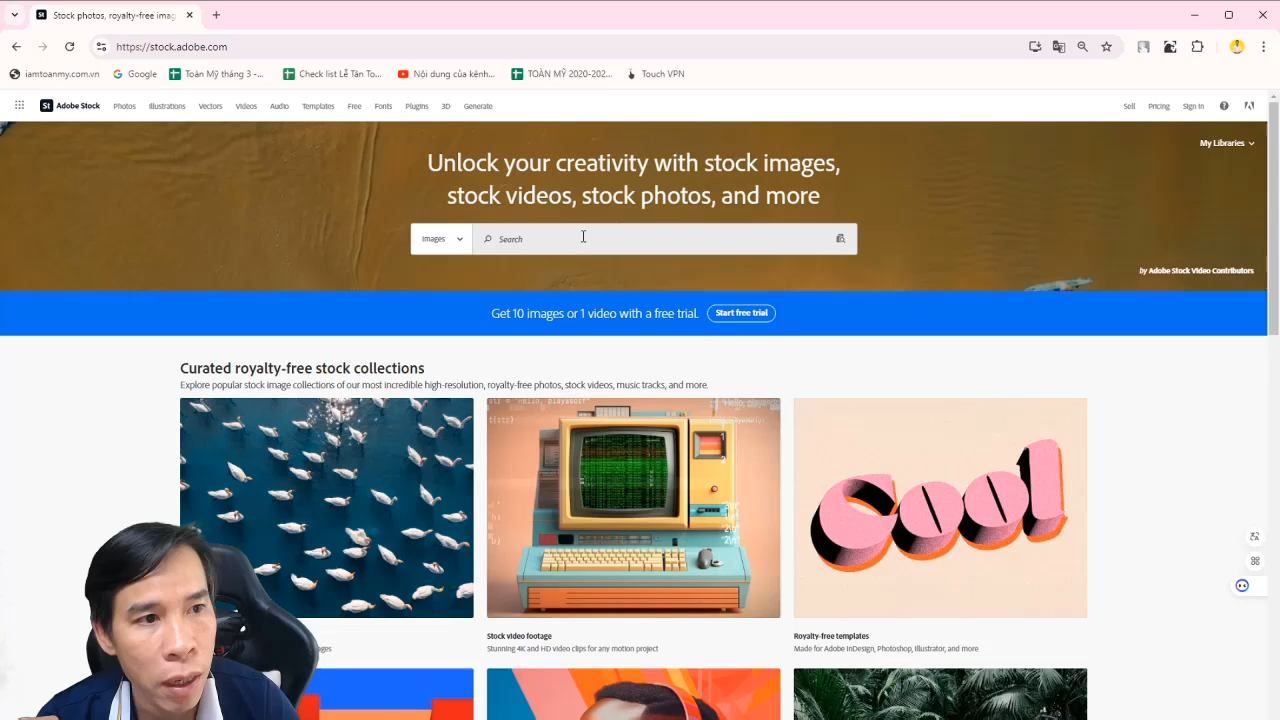 Stock photos, royalty-free imag
https://stock.adobe.com
iamtoanmy.com.vn
Google
Toàn Mỹ tháng 3 -...
Check list Lễ Tân To...
Nội dung của kênh...
TOÀN MỸ 2020-202...
Touch VPN
St Adobe Stock
Photos
Illustrations
Vectors
Videos
Audio
Templates
Free
Fonts
Plugins
3D
Generate
Sell
Pricing
Sign In
My Libraries
Unlock your creativity with stock images,
stock videos, stock photos, and more
Images
Search
by Adobe Stock Video Contributors
Get 10 images or 1 video with a free trial.
Start free trial
Curated royalty-free stock collections
Explore popular stock image collections of our most incredible high-resolution, royalty-free photos, stock videos, music tracks, and more.
cool
Stock video footage
Stunning 4K and HD video clips for any motion project
Royalty-free templates
Made for Adobe InDesign, Photoshop, Illustrator, and more